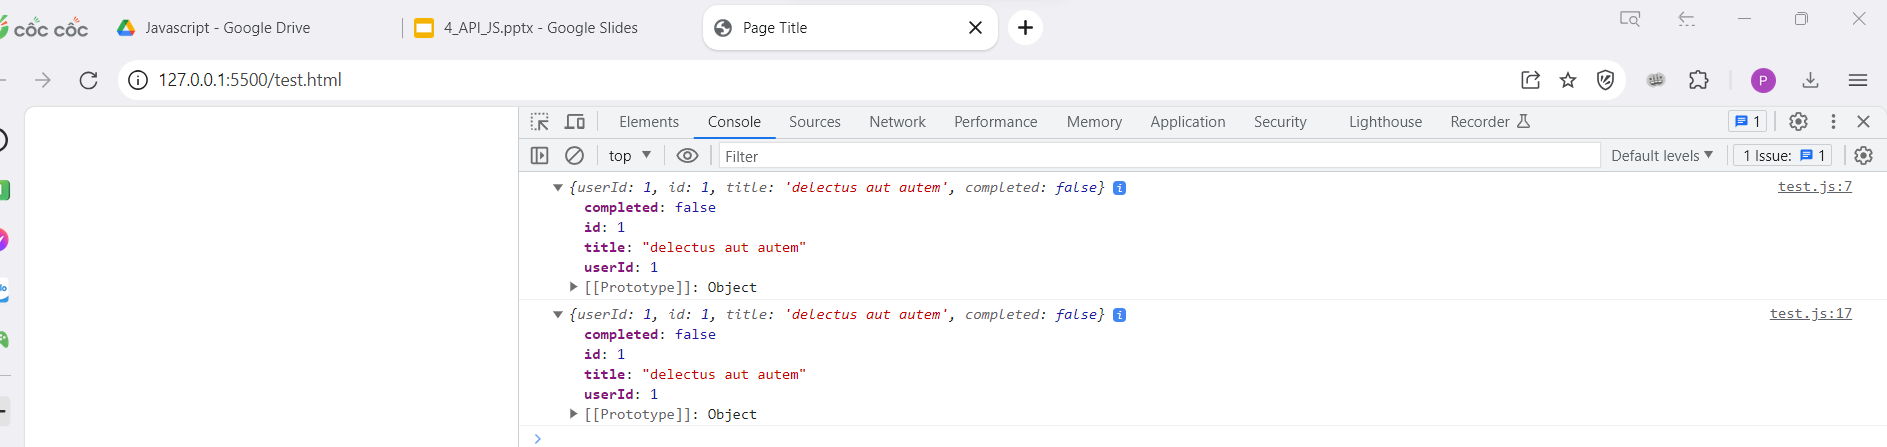 cốc cốc Javascript - Google Drive 4_API_JS.pptx - Google Slides Page Title
127.0.0.1:5500/test.html P
Elements Console Sources Network Performance Memory Application Security Lighthouse Recorder 1
top Filter Default levels 1 Issue: 1
{userId: 1, id: 1, title: 'delectus aut autem', completed: false} i test.js:7
completed: false
id: 1
title: "delectus aut autem"
userId: 1
[[Prototype]]: Object
{userId: 1, id: 1, title: 'delectus aut autem', completed: false} i test.js:17
completed: false
id: 1
title: "delectus aut autem"
userId: 1
[[Prototype]]: Object